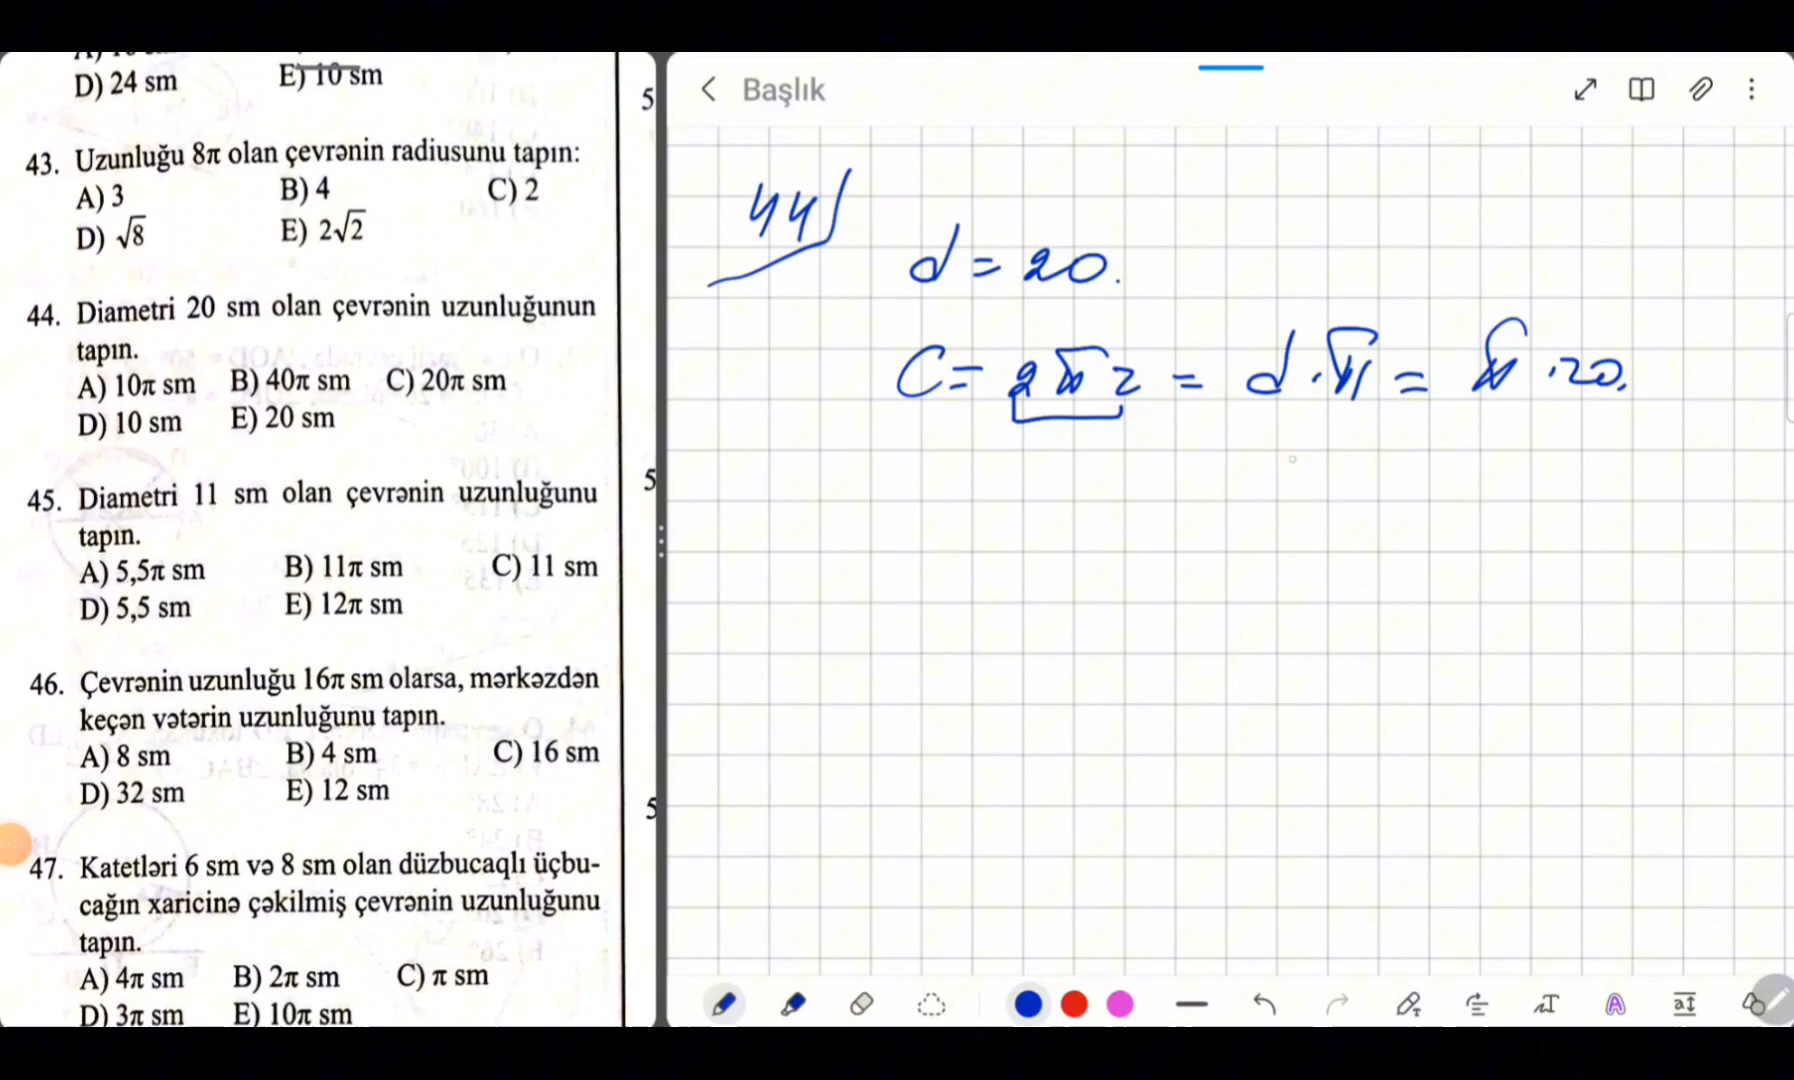 D) 24 sm E) 10 sm
43. Uzunluğu 8π olan çevrənin radiusunu tapın:
A) 3 B) 4 C) 2
D) √8 E) 2√2
44. Diametri 20 sm olan çevrənin uzunluğunun
tapın.
A) 10π sm B) 40π sm C) 20π sm
D) 10 sm E) 20 sm
45. Diametri 11 sm olan çevrənin uzunluğunu
tapın.
A) 5,5π sm B) 11π sm C) 11 sm
D) 5,5 sm E) 12π sm
46. Çevrənin uzunluğu 16π sm olarsa, mərkəzdən
keçən vətərin uzunluğunu tapın.
A) 8 sm B) 4 sm C) 16 sm
D) 32 sm E) 12 sm
47. Katetləri 6 sm və 8 sm olan düzbucaqlı üçbu-
cağın xaricinə çəkilmiş çevrənin uzunluğunu
tapın.
A) 4π sm B) 2π sm C) π sm
D) 3π sm E) 10π sm
5
5
5
Başlık
44
d = 20.
C = 2πr = d·π = π·20.